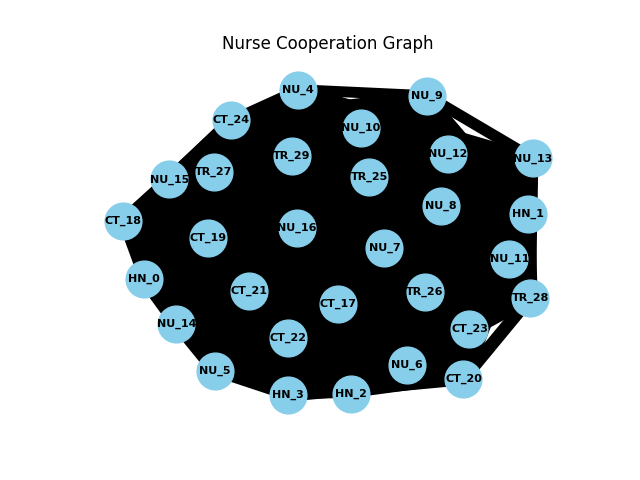 Nurse Cooperation Graph
NU_4
NU_9
CT_24
NU_10
NU_12
TR_29
NU_13
TR_27
TR_25
NU_15
NU_8
HN_1
CT_18
NU_16
CT_19
NU_7
NU_11
HN_0
CT_21
TR_26
TR_28
CT_17
NU_14
CT_23
CT_22
NU_6
NU_5
CT_20
HN_3
HN_2